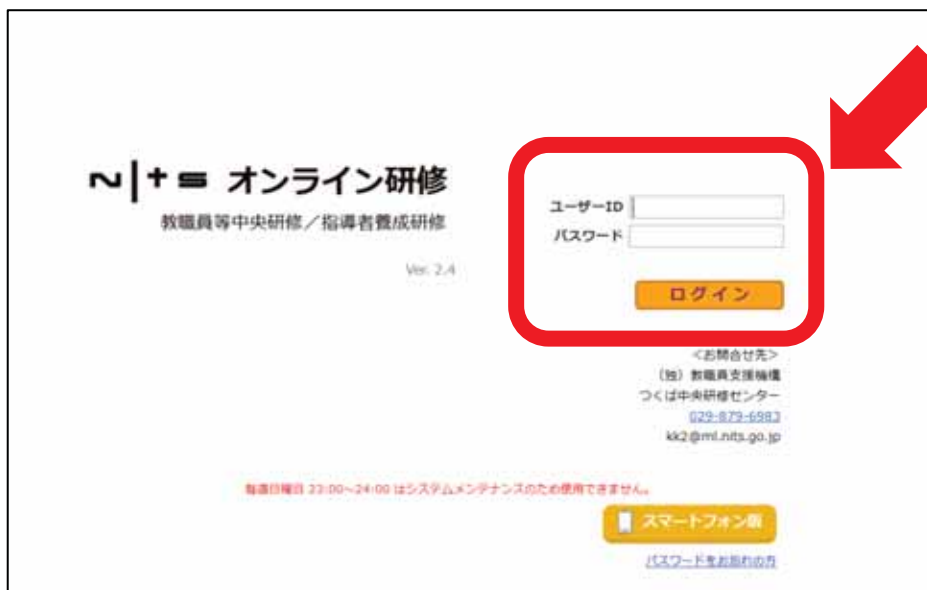 NITS オンライン研修
教職員等中央研修／指導者養成研修
Ver. 2.4
ユーザーID
パスワード
ログイン
＜お問合せ先＞
（独）教職員支援機構
つくば中央研修センター
029-879-6983
kk2@ml.nits.go.jp
毎週日曜日 23:00～24:00 はシステムメンテナンスのため使用できません。
スマートフォン版
パスワードをお忘れの方